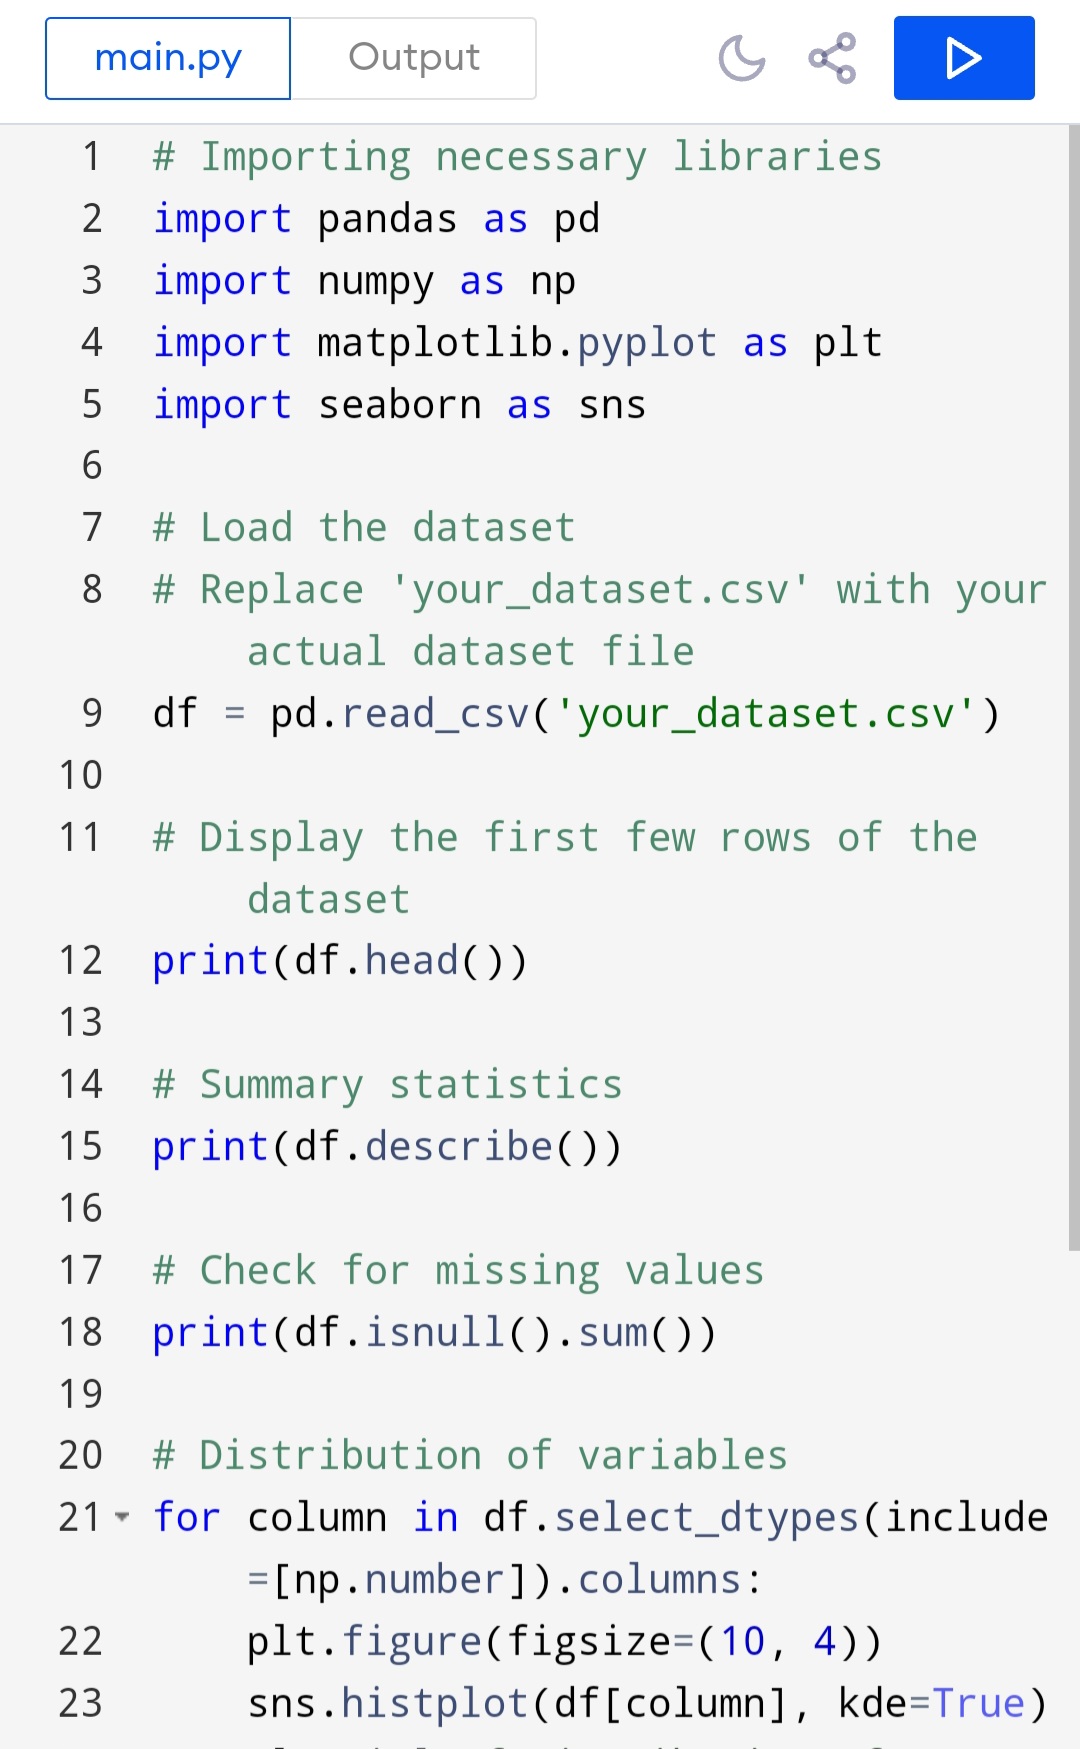 main.py Output
1 # Importing necessary libraries
2 import pandas as pd
3 import numpy as np
4 import matplotlib.pyplot as plt
5 import seaborn as sns
6
7 # Load the dataset
8 # Replace 'your_dataset.csv' with your
actual dataset file
9 df = pd.read_csv('your_dataset.csv')
10
11 # Display the first few rows of the
dataset
12 print(df.head())
13
14 # Summary statistics
15 print(df.describe())
16
17 # Check for missing values
18 print(df.isnull().sum())
19
20 # Distribution of variables
21 for column in df.select_dtypes(include
=[np.number]).columns:
22 plt.figure(figsize=(10, 4))
23 sns.histplot(df[column], kde=True)